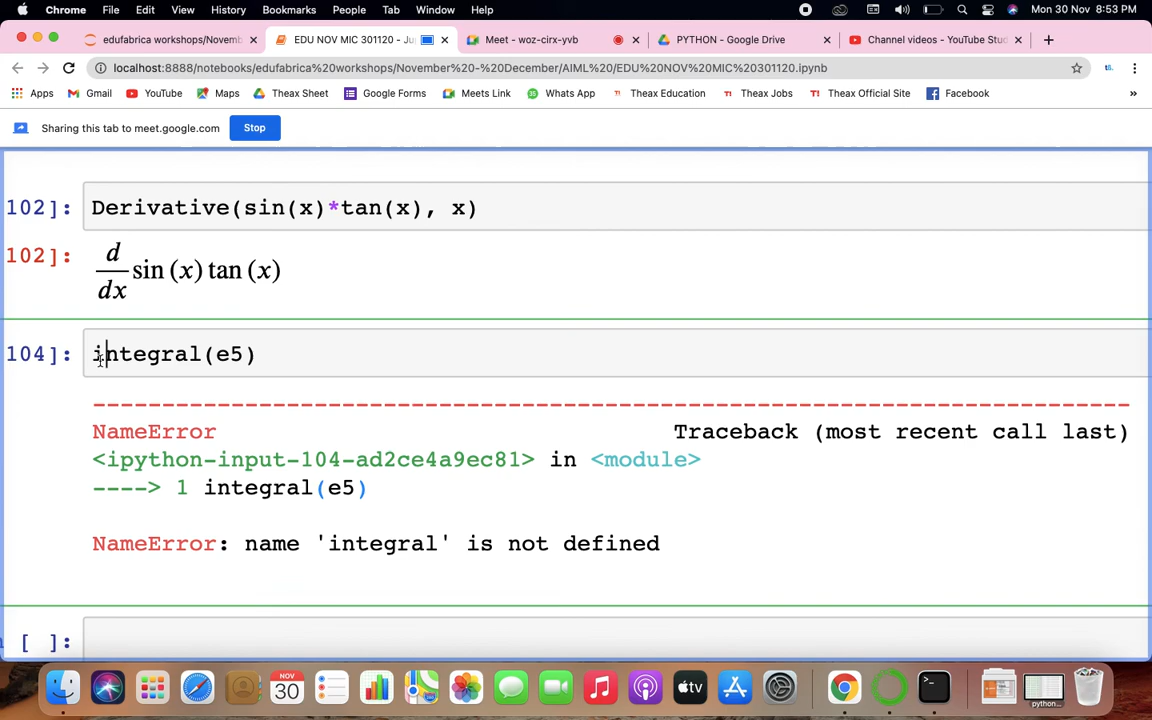 Chrome File Edit View History Bookmarks People Tab Window Help Mon 30 Nov 8:53 PM
edufabrica workshops/Novemb
EDU NOV MIC 301120 - Ju
Meet - woz-cirx-yvb
PYTHON - Google Drive
Channel videos - YouTube Stu
localhost:8888/notebooks/edufabrica%20workshops/November%20-%20December/AIML%20/EDU%20NOV%20MIC%20301120.ipynb
Apps Gmail YouTube Maps Theax Sheet Google Forms Meets Link Whats App Theax Education Theax Jobs Theax Official Site Facebook »
Sharing this tab to meet.google.com Stop
102]: Derivative(sin(x)*tan(x), x)
102]: d/dx sin (x) tan (x)
104]: integral(e5)
---------------------------------------------------------------------------
NameError Traceback (most recent call last)
<ipython-input-104-ad2ce4a9ec81> in <module>
----> 1 integral(e5)
NameError: name 'integral' is not defined
[ ]:
NOV
30
tv
python...